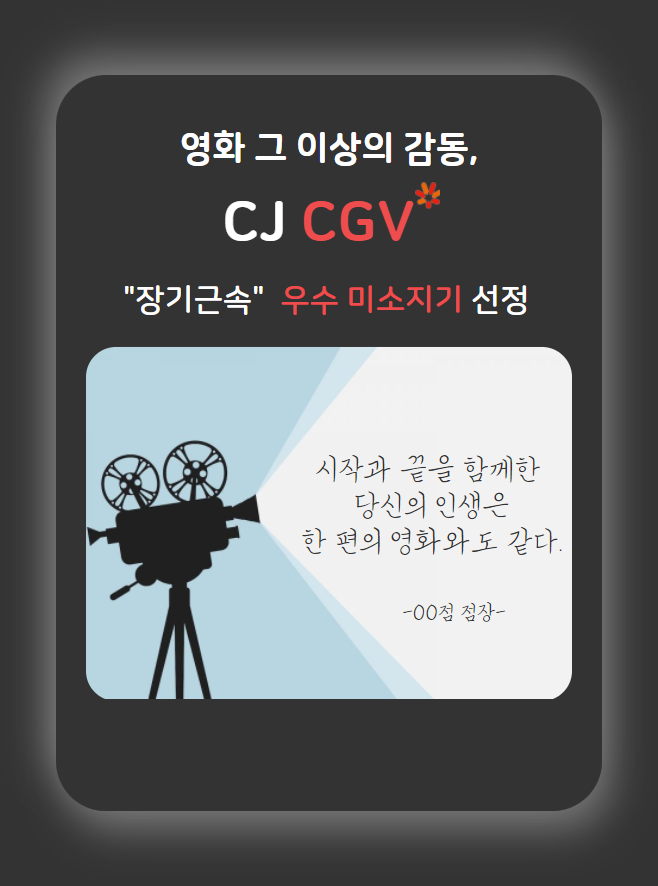 영화 그 이상의 감동,
CJ CGV
"장기근속" 우수 미소지기 선정
시작과 끝을 함께한
당신의 인생은
한 편의 영화와도 같다.
-00점 점장-